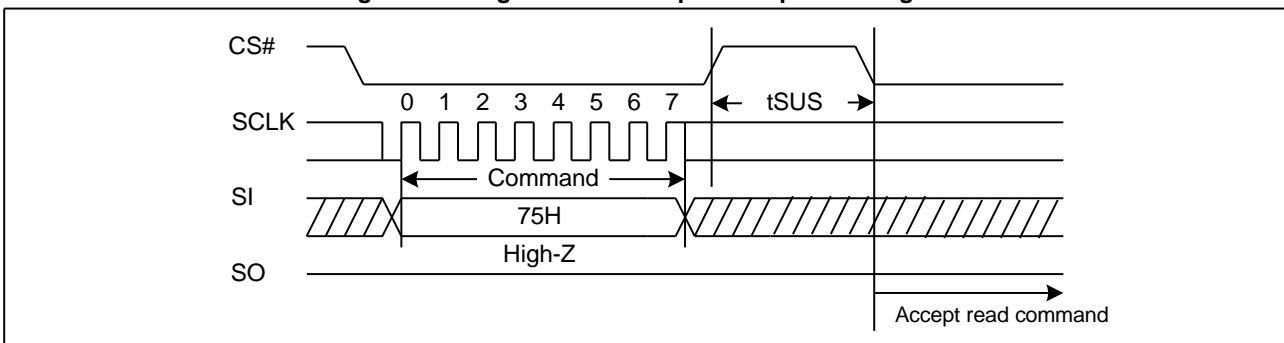 CS#
0 1 2 3 4 5 6 7
tSUS
SCLK
Command
SI
75H
High-Z
SO
Accept read command